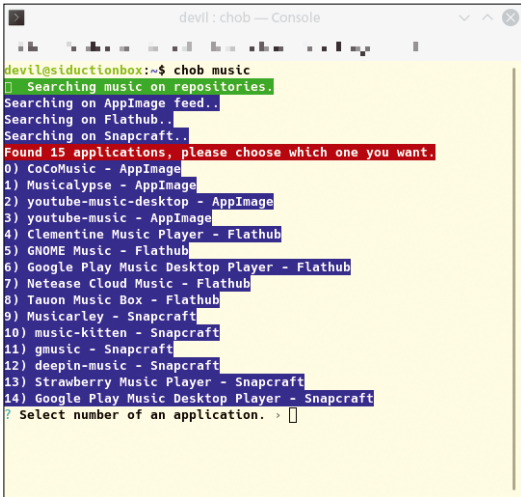 devil : chob — Console
devil@siductionbox:~$ chob music
Searching music on repositories.
Searching on AppImage feed..
Searching on Flathub..
Searching on Snapcraft..
Found 15 applications, please choose which one you want.
0) CoCoMusic - AppImage
1) Musicalypse - AppImage
2) youtube-music-desktop - AppImage
3) youtube-music - AppImage
4) Clementine Music Player - Flathub
5) GNOME Music - Flathub
6) Google Play Music Desktop Player - Flathub
7) Netease Cloud Music - Flathub
8) Tauon Music Box - Flathub
9) Musicarley - Snapcraft
10) music-kitten - Snapcraft
11) gmusic - Snapcraft
12) deepin-music - Snapcraft
13) Strawberry Music Player - Snapcraft
14) Google Play Music Desktop Player - Snapcraft
? Select number of an application. ›